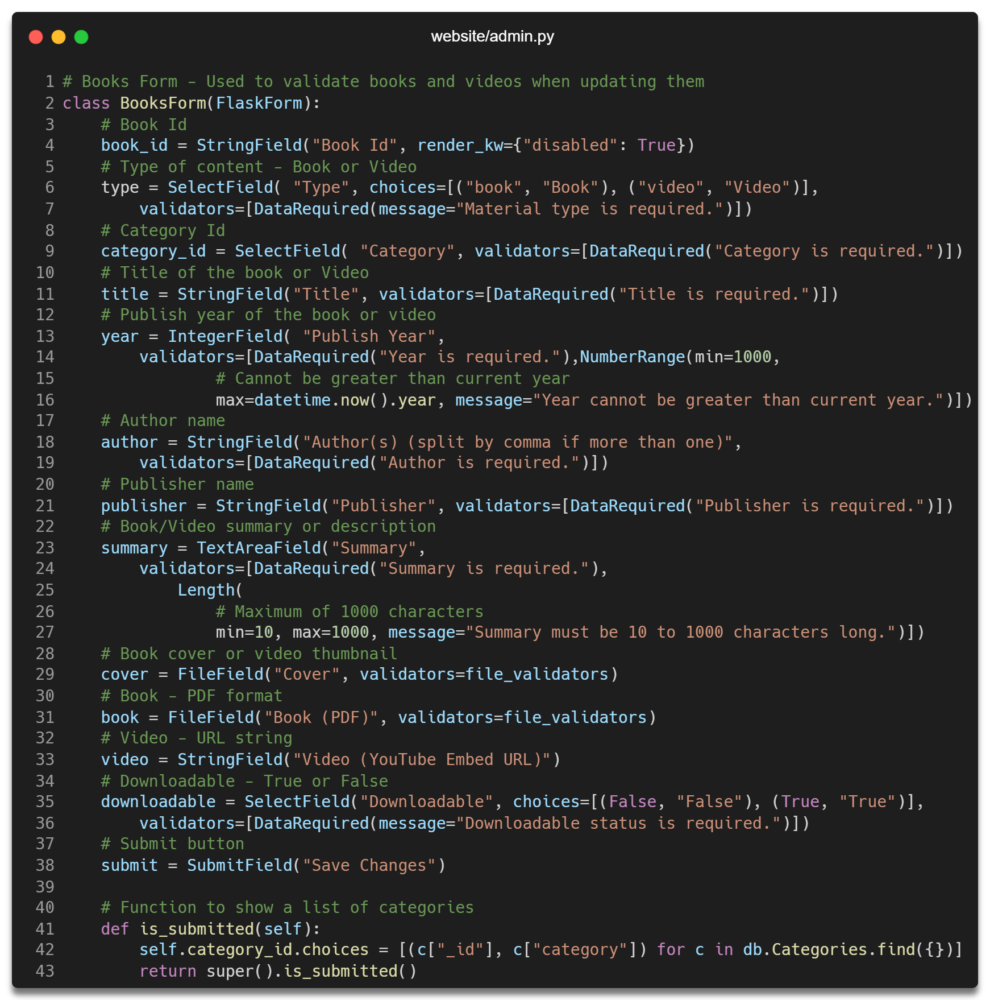 website/admin.py
1 # Books Form - Used to validate books and videos when updating them
2 class BooksForm(FlaskForm):
3     # Book Id
4     book_id = StringField("Book Id", render_kw={"disabled": True})
5     # Type of content - Book or Video
6     type = SelectField( "Type", choices=[("book", "Book"), ("video", "Video")],
7         validators=[DataRequired(message="Material type is required.")])
8     # Category Id
9     category_id = SelectField( "Category", validators=[DataRequired("Category is required.")])
10     # Title of the book or Video
11     title = StringField("Title", validators=[DataRequired("Title is required.")])
12     # Publish year of the book or video
13     year = IntegerField( "Publish Year",
14         validators=[DataRequired("Year is required."),NumberRange(min=1000,
15                 # Cannot be greater than current year
16                 max=datetime.now().year, message="Year cannot be greater than current year.")])
17     # Author name
18     author = StringField("Author(s) (split by comma if more than one)",
19         validators=[DataRequired("Author is required.")])
20     # Publisher name
21     publisher = StringField("Publisher", validators=[DataRequired("Publisher is required.")])
22     # Book/Video summary or description
23     summary = TextAreaField("Summary",
24         validators=[DataRequired("Summary is required."),
25             Length(
26                 # Maximum of 1000 characters
27                 min=10, max=1000, message="Summary must be 10 to 1000 characters long.")])
28     # Book cover or video thumbnail
29     cover = FileField("Cover", validators=file_validators)
30     # Book - PDF format
31     book = FileField("Book (PDF)", validators=file_validators)
32     # Video - URL string
33     video = StringField("Video (YouTube Embed URL)")
34     # Downloadable - True or False
35     downloadable = SelectField("Downloadable", choices=[(False, "False"), (True, "True")],
36         validators=[DataRequired(message="Downloadable status is required.")])
37     # Submit button
38     submit = SubmitField("Save Changes")
39
40     # Function to show a list of categories
41     def is_submitted(self):
42         self.category_id.choices = [(c["_id"], c["category"]) for c in db.Categories.find({})]
43         return super().is_submitted()